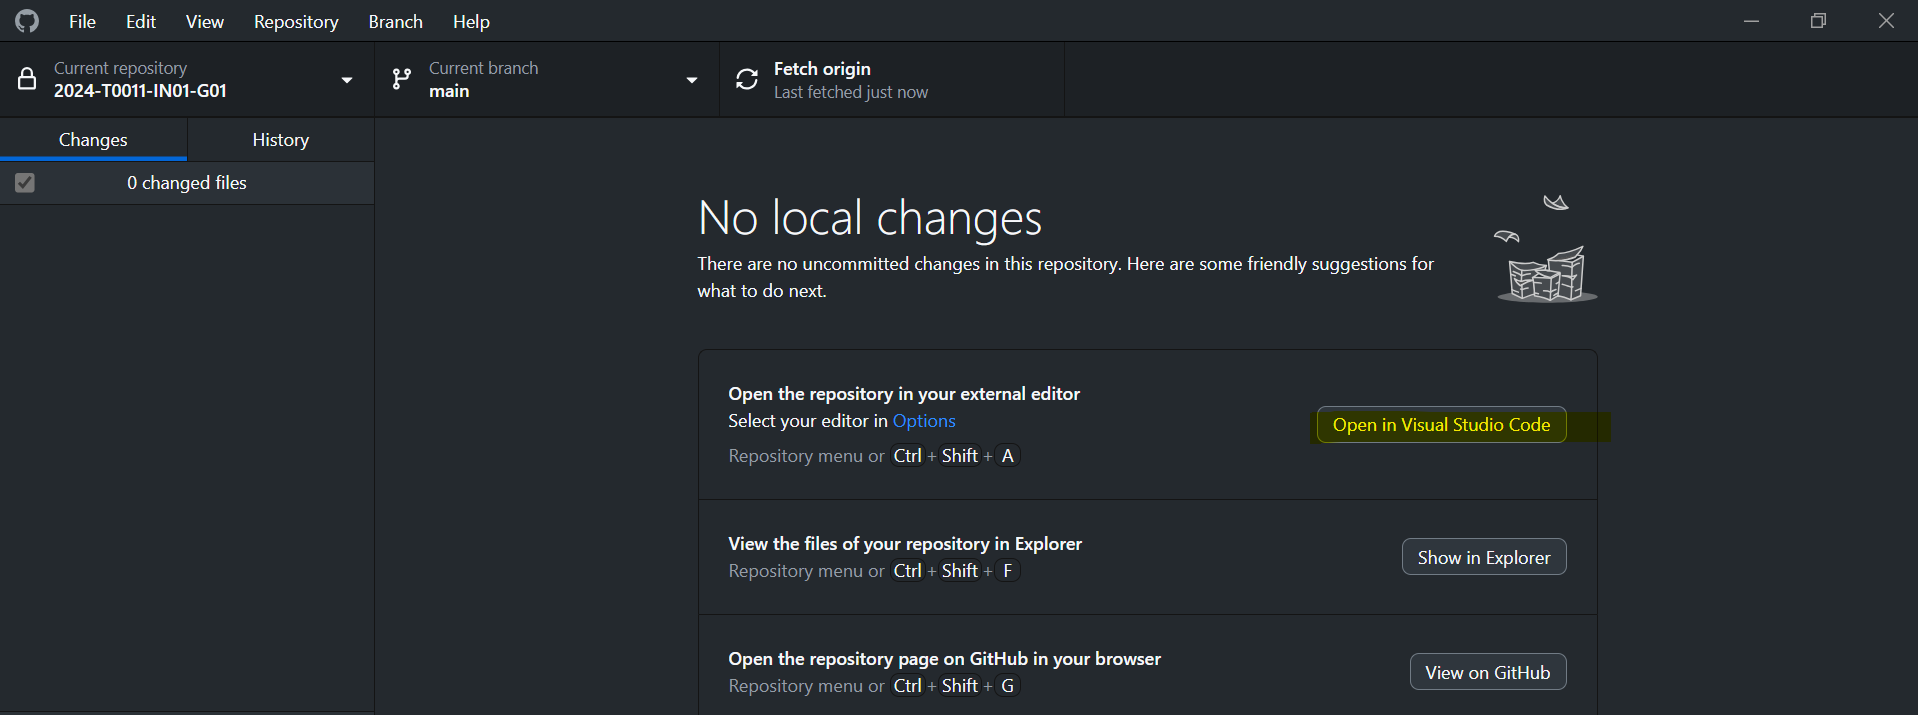 File Edit View Repository Branch Help
Current repository
2024-T0011-IN01-G01
Current branch
main
Fetch origin
Last fetched just now
Changes
History
0 changed files
No local changes
There are no uncommitted changes in this repository. Here are some friendly suggestions for
what to do next.
Open the repository in your external editor
Select your editor in Options
Repository menu or Ctrl + Shift + A
Open in Visual Studio Code
View the files of your repository in Explorer
Repository menu or Ctrl + Shift + F
Show in Explorer
Open the repository page on GitHub in your browser
Repository menu or Ctrl + Shift + G
View on GitHub